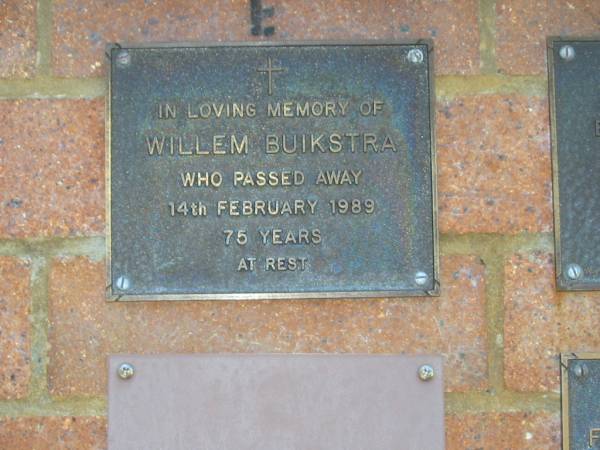 IN LOVING MEMORY OF
WILLEM BUIKSTRA
WHO PASSED AWAY
14th FEBRUARY 1989
75 YEARS
AT REST